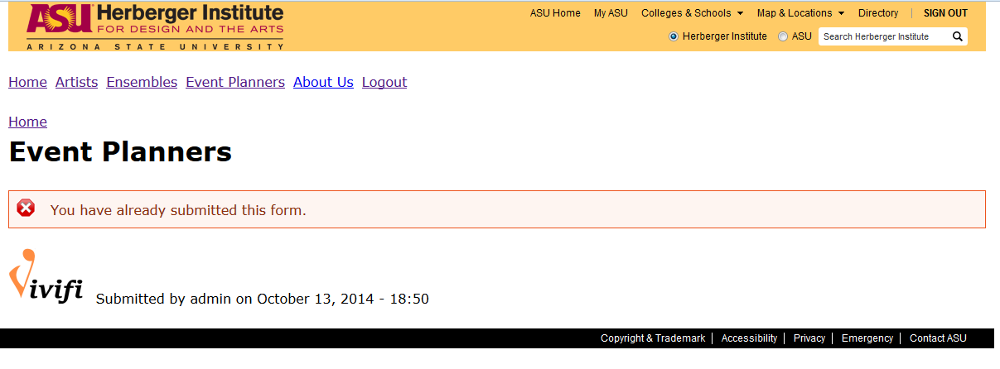 ASU Herberger Institute
FOR DESIGN AND THE ARTS
ARIZONA STATE UNIVERSITY
ASU Home My ASU Colleges & Schools Map & Locations Directory | SIGN OUT
Herberger Institute ASU Search Herberger Institute
Home Artists Ensembles Event Planners About Us Logout
Home
Event Planners
You have already submitted this form.
Vivifi Submitted by admin on October 13, 2014 - 18:50
Copyright & Trademark | Accessibility | Privacy | Emergency | Contact ASU